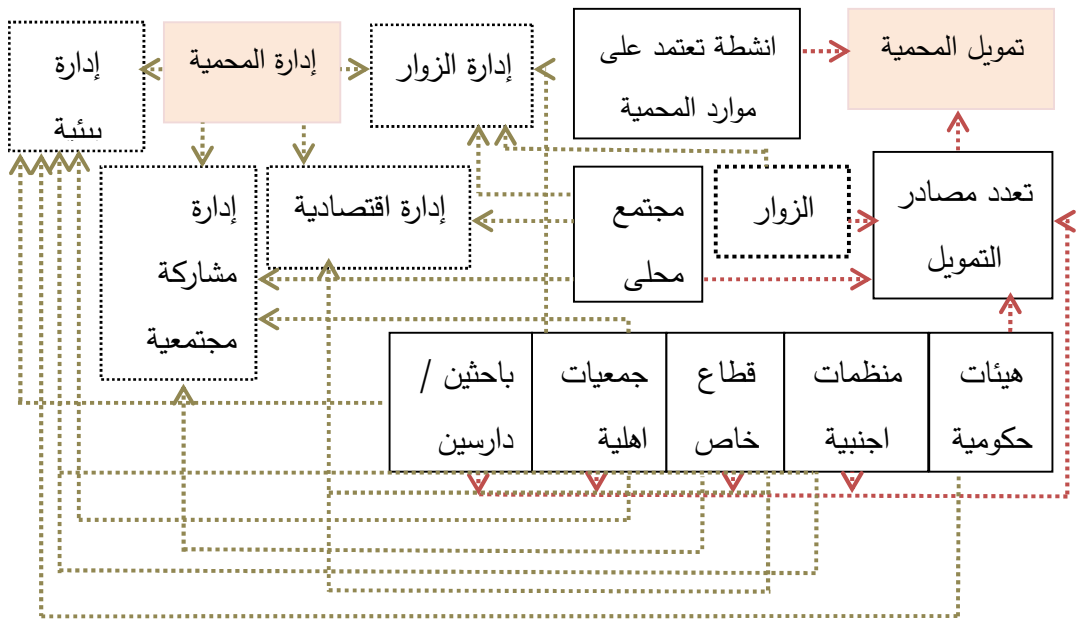 تمويل المحمية
انشطة تعتمد على
موارد المحمية
إدارة الزوار
إدارة المحمية
إدارة
بيئية
تعدد مصادر
التمويل
الزوار
مجتمع
محلى
إدارة اقتصادية
إدارة
مشاركة
مجتمعية
هيئات
حكومية
منظمات
اجنبية
قطاع
خاص
جمعيات
اهلية
باحثين /
دارسين